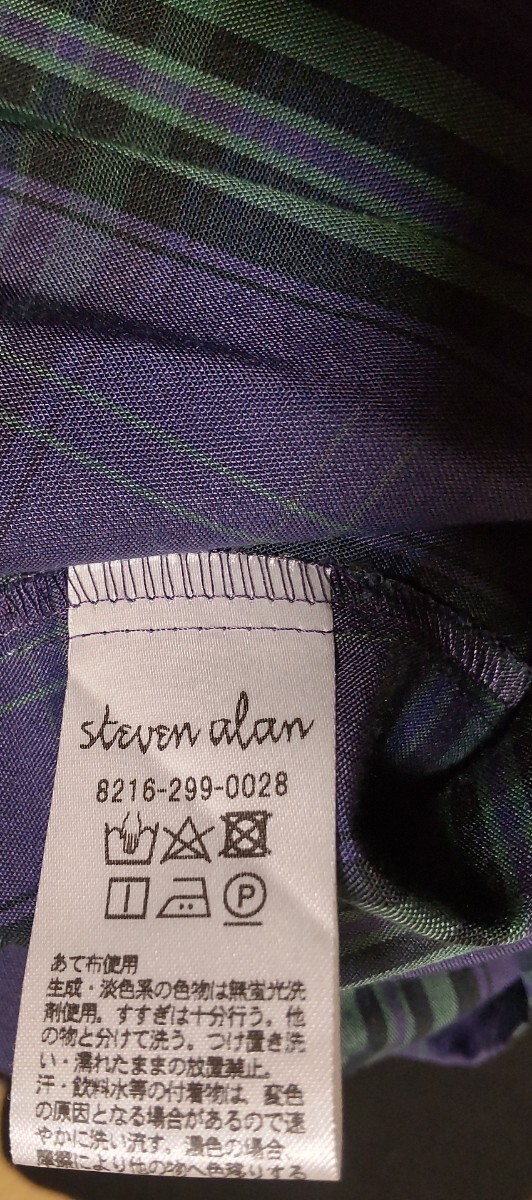 steven alan
8216-299-0028
P
あて布使用
生成・淡色系の色物は無蛍光洗
剤使用。すすぎは十分行う。他
の物と分けて洗う。つけ置き洗
い・濡れたままの放置禁止。
汗・飲料水等の付着物は、変色
の原因となる場合があるので速
やかに洗い流す。濃色の場合、
摩擦により他の物へ色移りする